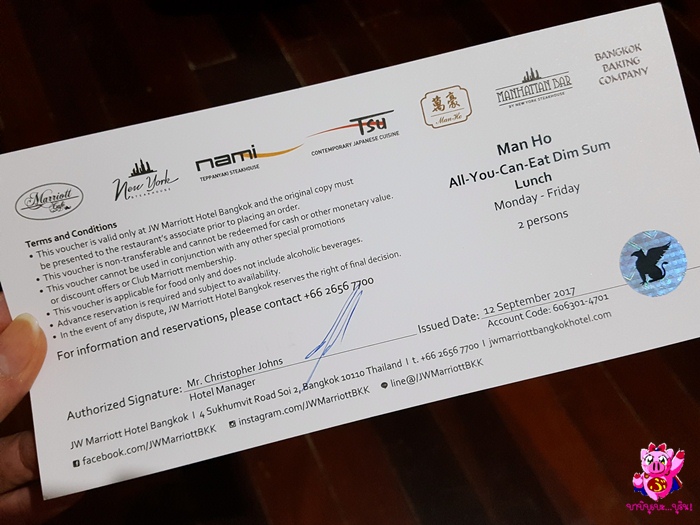 Marriott
Café
New York
STEAKHOUSE
nami
TEPPANYAKI STEAKHOUSE
Tsu
CONTEMPORARY JAPANESE CUISINE
萬豪
Man-Ho
MANHATTAN BAR
BY NEW YORK STEAKHOUSE
BANGKOK
BAKING
COMPANY
Man Ho
All-You-Can-Eat Dim Sum
Lunch
Monday - Friday
2 persons
Terms and Conditions
• This voucher is valid only at JW Marriott Hotel Bangkok and the original copy must
be presented to the restaurant's associate prior to placing an order.
• This voucher is non-transferable and cannot be redeemed for cash or other monetary value.
• This voucher cannot be used in conjunction with any other special promotions
or discount offers or Club Marriott membership.
• This voucher is applicable for food only and does not include alcoholic beverages.
• Advance reservation is required and subject to availability.
• In the event of any dispute, JW Marriott Hotel Bangkok reserves the right of final decision.
For information and reservations, please contact +66 2656 7700
Authorized Signature: Mr. Christopher Johns
Hotel Manager
Issued Date: 12 September 2017
Account Code: 606301-4701
JW Marriott Hotel Bangkok I 4 Sukhumvit Road Soi 2, Bangkok 10110 Thailand I t. +66 2656 7700 I jwmarriottbangkokhotel.com
facebook.com/JWMarriottBKK instagram.com/JWMarriottBKK line@/JWMarriottBKK